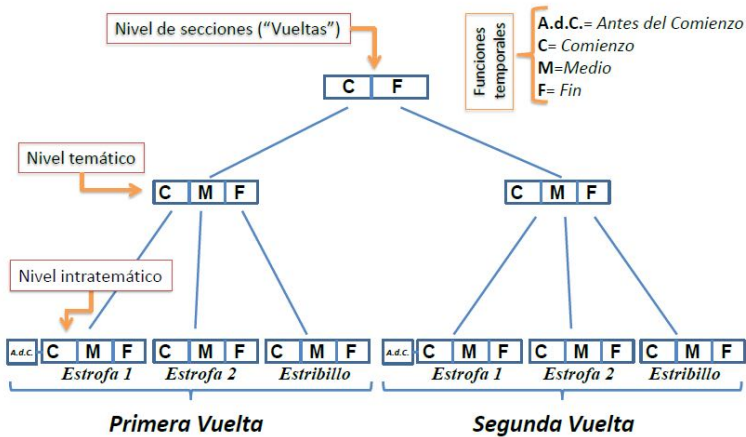 Nivel de secciones (“Vueltas”)
Funciones
temporales
A.d.C.= Antes del Comienzo
C= Comienzo
M=Medio
F= Fin
C F
Nivel temático
C M F
C M F
Nivel intratemático
A.d.C. C M F C M F C M F
A.d.C. C M F C M F C M F
Estrofa 1 Estrofa 2 Estribillo
Estrofa 1 Estrofa 2 Estribillo
Primera Vuelta
Segunda Vuelta